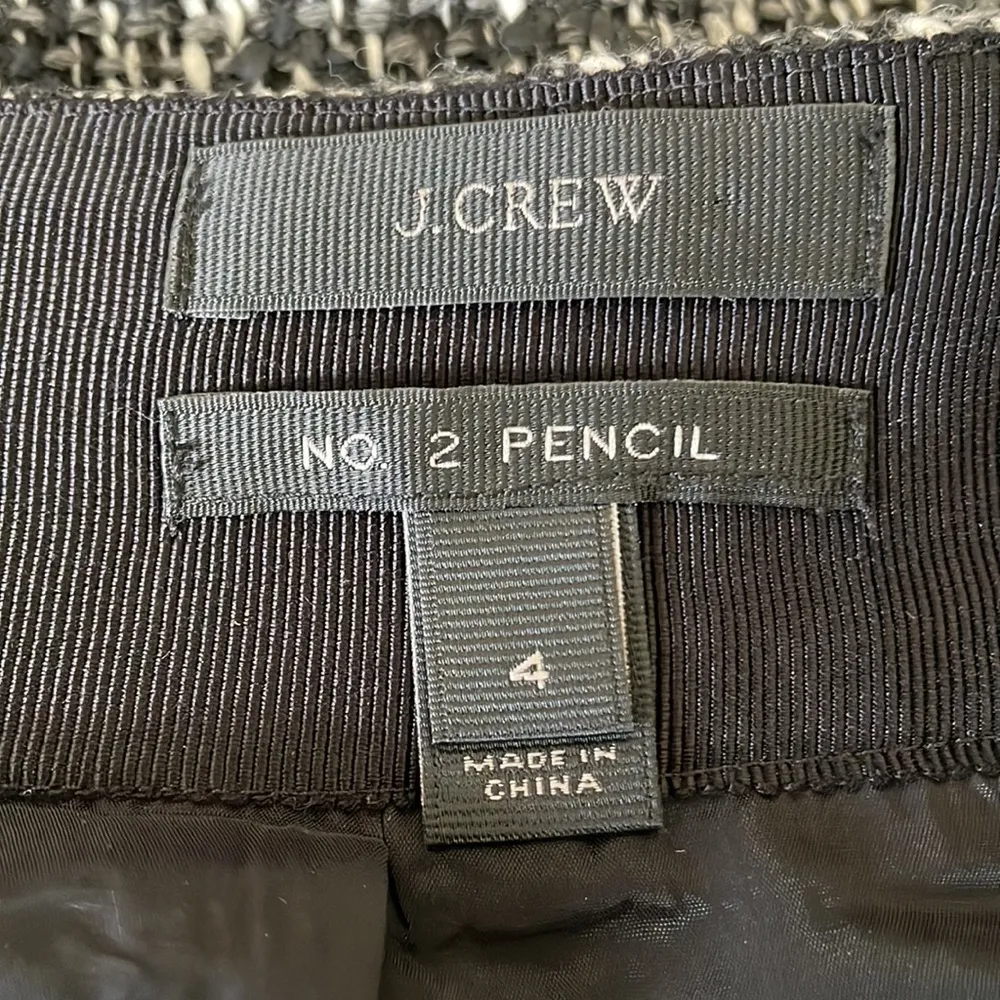 J.CREW
NO. 2 PENCIL
4
MADE IN
CHINA